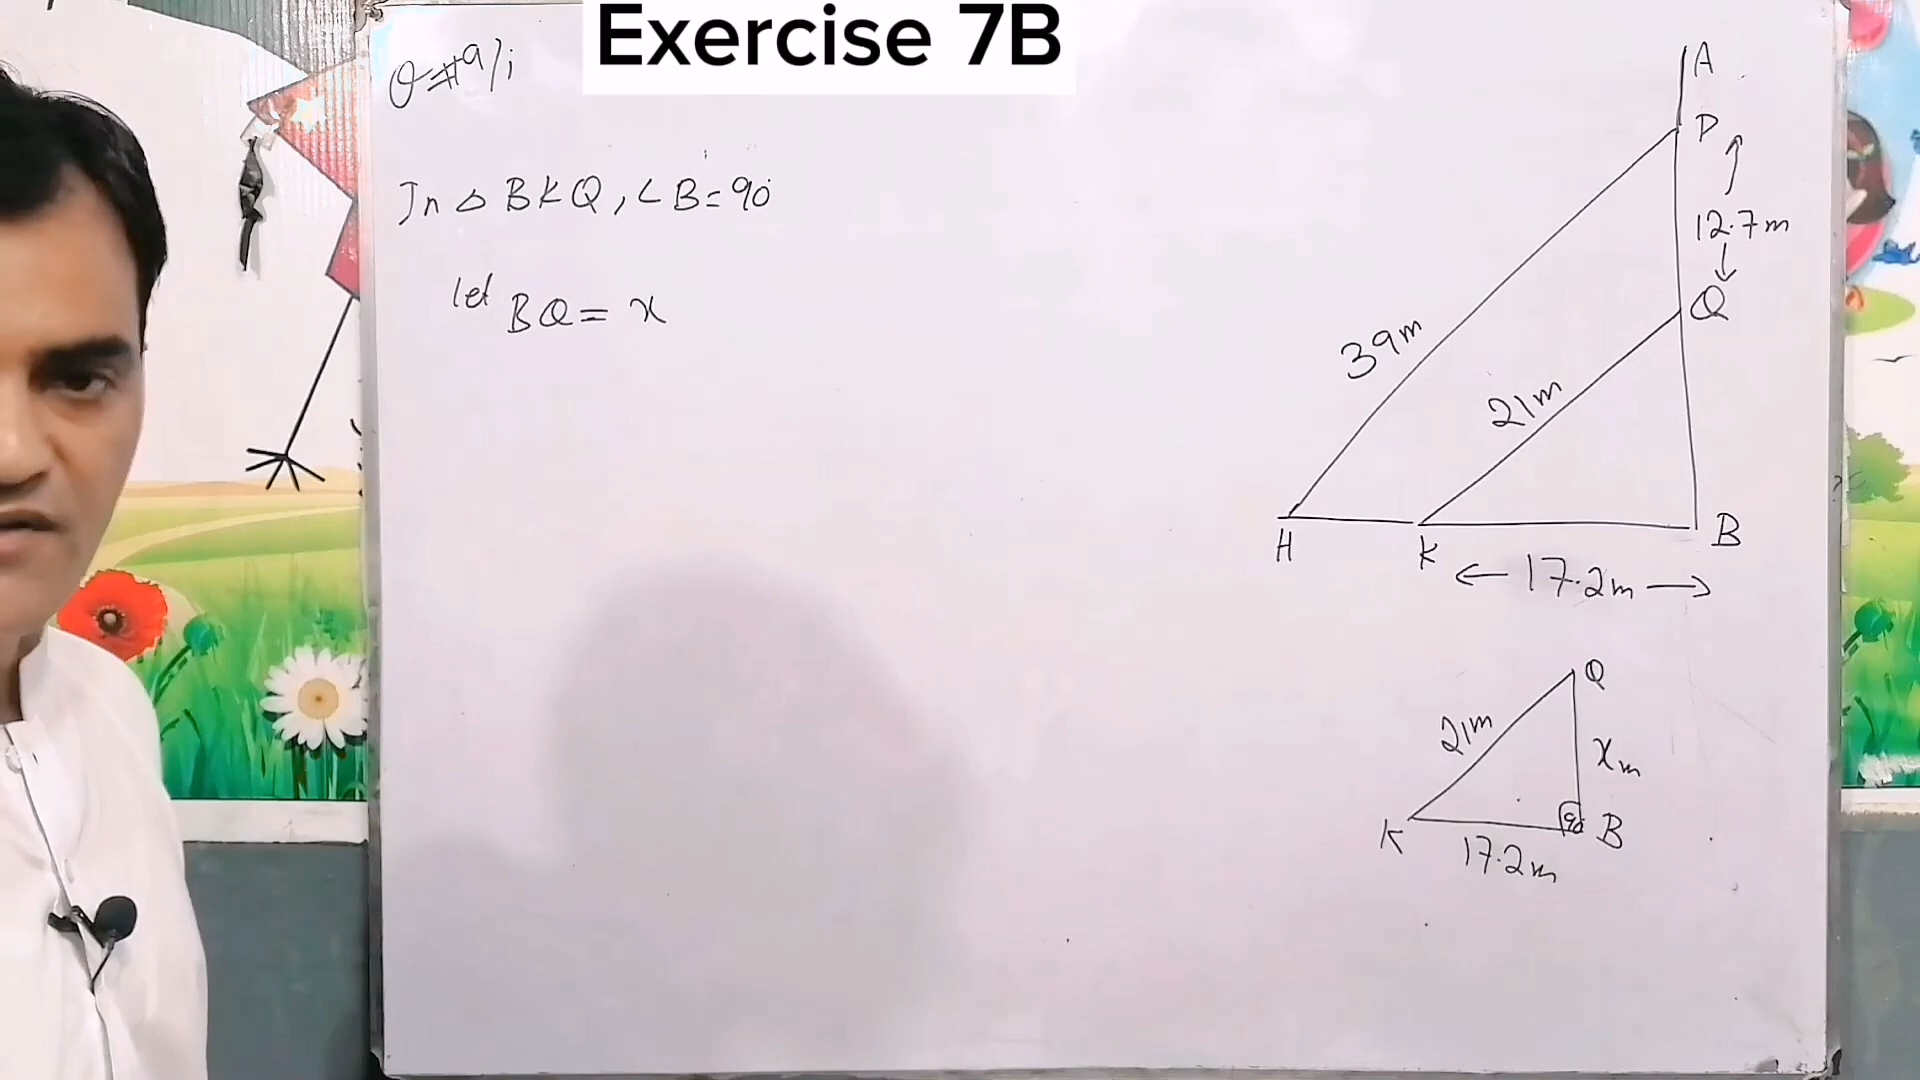 Exercise 7B
Q#9/i
In △ BKQ, ∠B=90°
let BQ = x
A
P
12.7m
Q
39m
21m
H
K
B
← 17.2m →
Q
21m
xm
K
90
B
17.2m